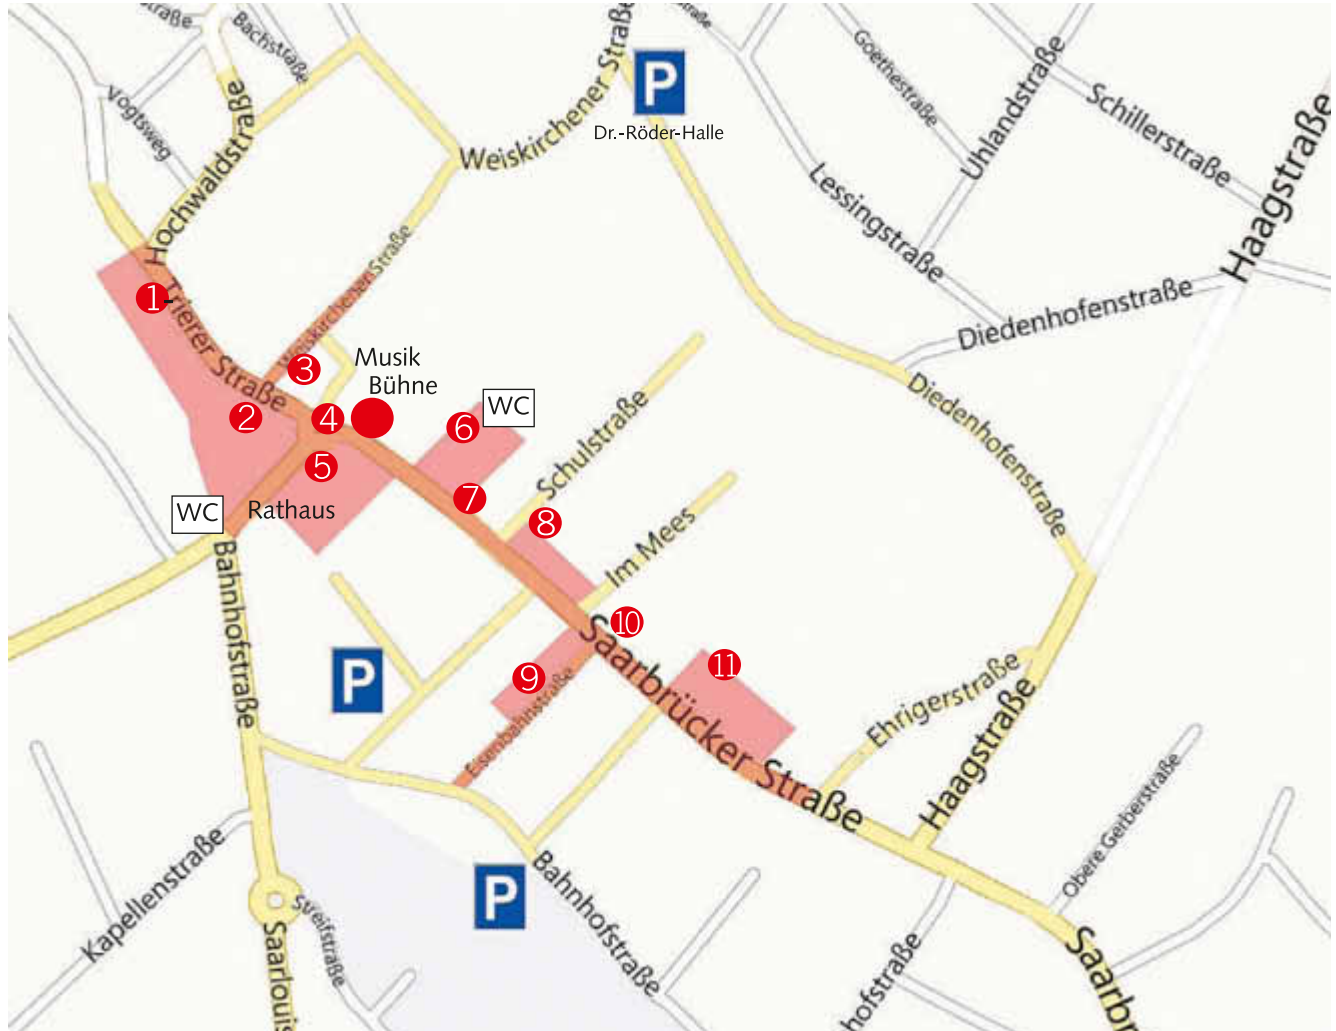 Bachstraße
Vogtsweg
Hochwaldstraße
Weiskirchener Straße
P
Dr.-Röder-Halle
Goethestraße
Uhlandstraße
Schillerstraße
Lessingstraße
Haagstraße
Diedenhofenstraße
Weiskirchener Straße
1
Trierer Straße
3
Musik
Bühne
2
4
6
WC
5
WC
Rathaus
7
Schulstraße
8
Diedenhofenstraße
Im Mees
Bahnhofstraße
P
9
10
11
Eisenbahnstraße
Saarbrücker Straße
Ehrigerstraße
Haagstraße
Obere Gerberstraße
Kapellenstraße
P
Bahnhofstraße
Streifstraße
Saarlouis
hofstraße
Saarbr